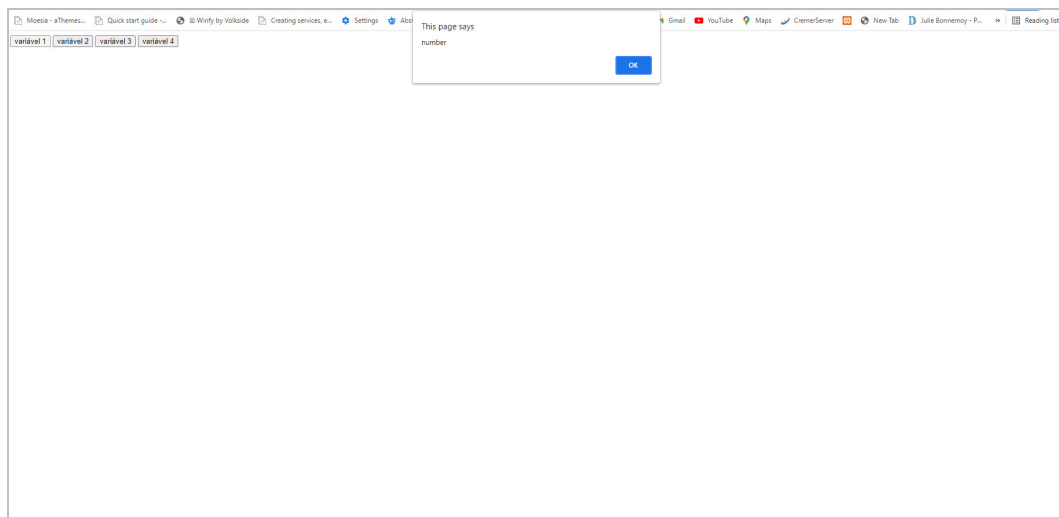 Moesia - aThemes... Quick start guide -... Wirify by Volkside Creating services, e... Settings Abst Gmail YouTube Maps CremerServer New Tab Julie Bonnemoy - P... » Reading list
This page says
number
OK
variável 1 variável 2 variável 3 variável 4